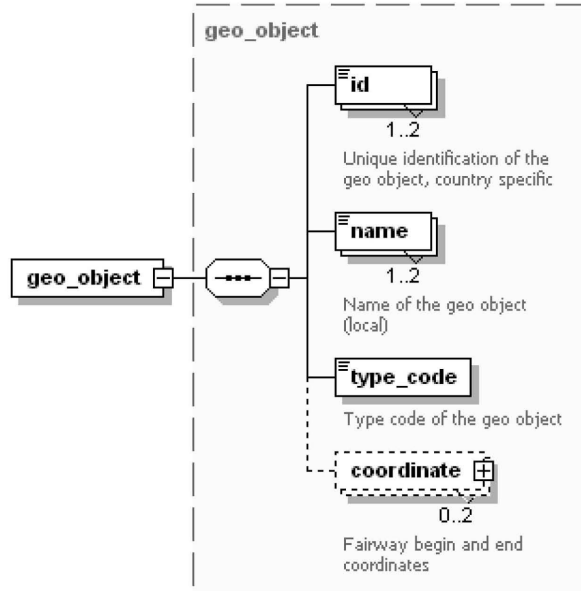 geo_object
id
1..2
Unique identification of the
geo object, country specific
name
1..2
Name of the geo object
(local)
geo_object
type_code
Type code of the geo object
coordinate
0..2
Fairway begin and end
coordinates